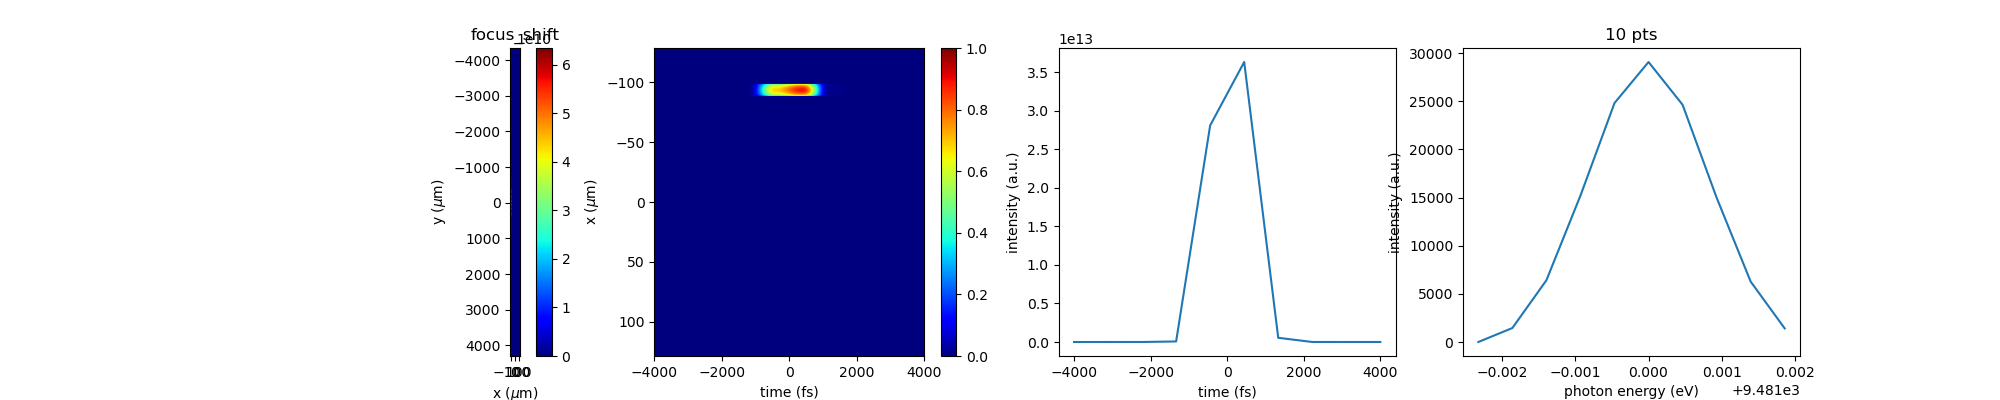 focus_shift
1e10
−4000
−3000
−2000
−1000
0
1000
2000
3000
4000
y (μm)
x (μm)
6
5
4
3
2
1
0
−100
−50
0
50
100
x (μm)
−4000 −2000 0 2000 4000
time (fs)
1.0
0.8
0.6
0.4
0.2
0.0
1e13
3.5
3.0
2.5
2.0
1.5
1.0
0.5
0.0
intensity (a.u.)
−4000 −2000 0 2000 4000
time (fs)
10 pts
30000
25000
20000
15000
10000
5000
0
intensity (a.u.)
−0.002 −0.001 0.000 0.001 0.002
photon energy (eV)
+9.481e3